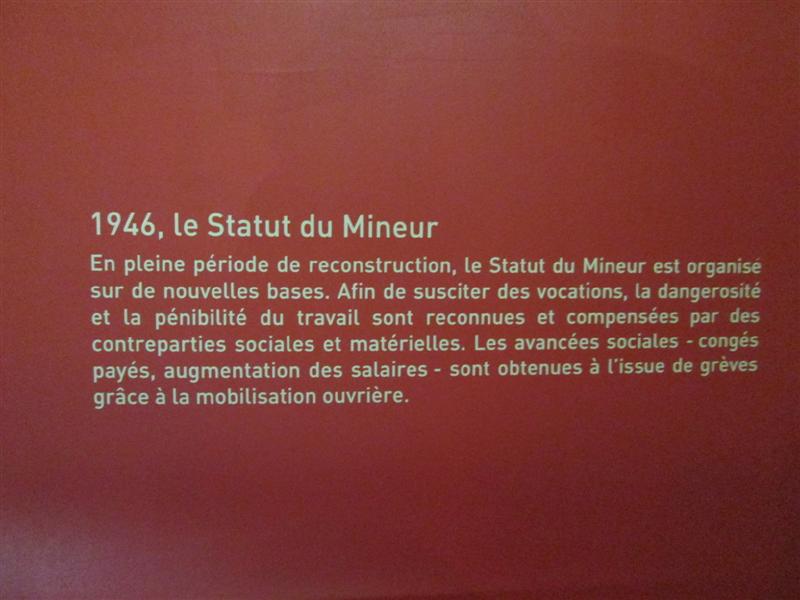 1946, le Statut du Mineur
En pleine période de reconstruction, le Statut du Mineur est organisé
sur de nouvelles bases. Afin de susciter des vocations, la dangerosité
et la pénibilité du travail sont reconnues et compensées par des
contreparties sociales et matérielles. Les avancées sociales - congés
payés, augmentation des salaires - sont obtenues à l'issue de grèves
grâce à la mobilisation ouvrière.